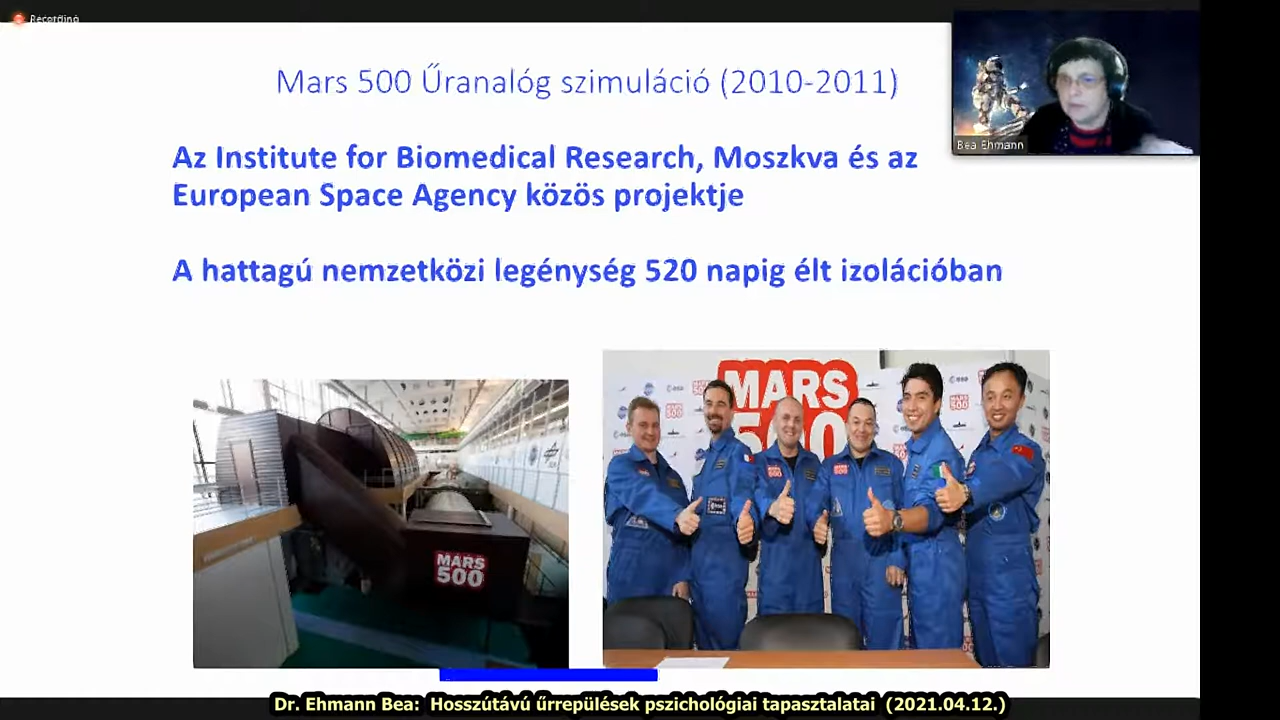 Recording
Mars 500 Űranalóg szimuláció (2010-2011)
Bea Ehmann
Az Institute for Biomedical Research, Moszkva és az
European Space Agency közös projektje
A hattagú nemzetközi legénység 520 napig élt izolációban
MARS
500
MARS
500
Dr. Ehmann Bea: Hosszútávú űrrepülések pszichológiai tapasztalatai (2021.04.12.)